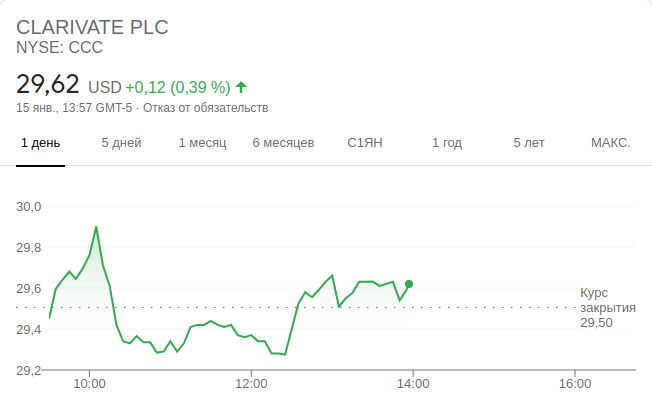 CLARIVATE PLC
NYSE: CCC
29,62 USD +0,12 (0,39 %)
15 янв., 13:57 GMT-5 · Отказ от обязательств
1 день 5 дней 1 месяц 6 месяцев С1ЯН 1 год 5 лет МАКС.
30,0
29,8
29,6
Курс
закрытия
29,50
29,4
29,2
10:00 12:00 14:00 16:00